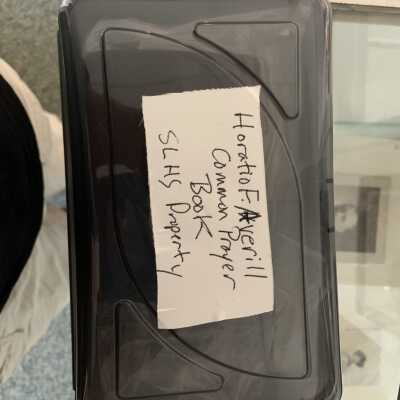 Horatio F. Averill
Common Prayer
Book
SLHS Property